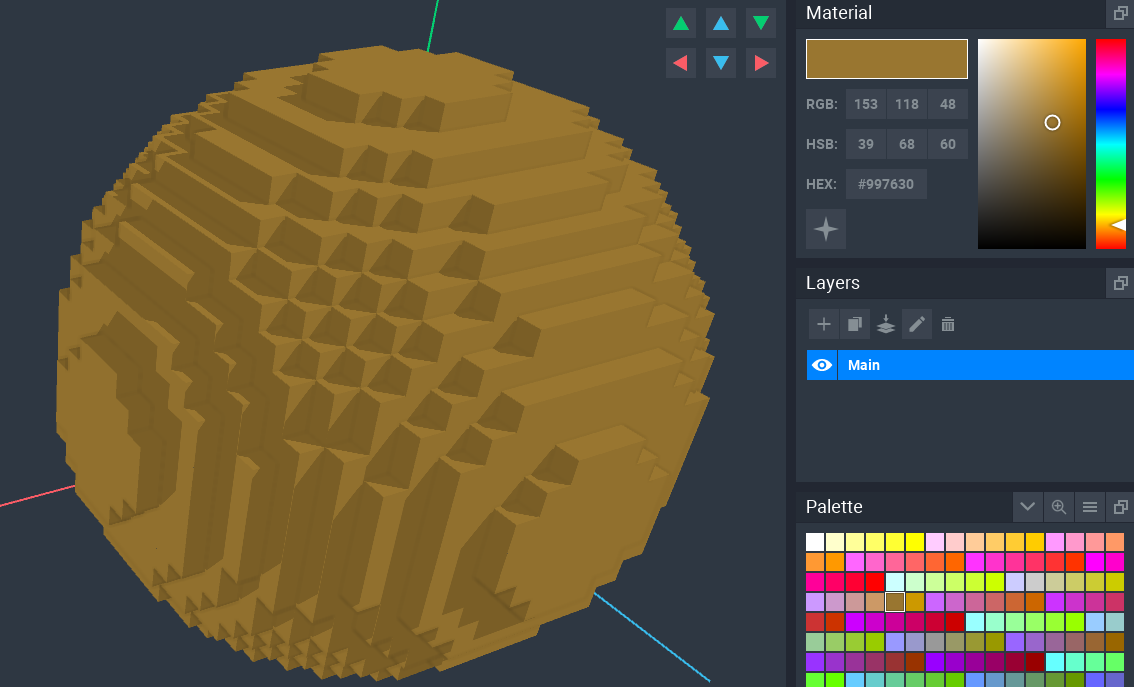 Material
RGB: 153 118 48
HSB: 39 68 60
HEX: #997630
Layers
Main
Palette